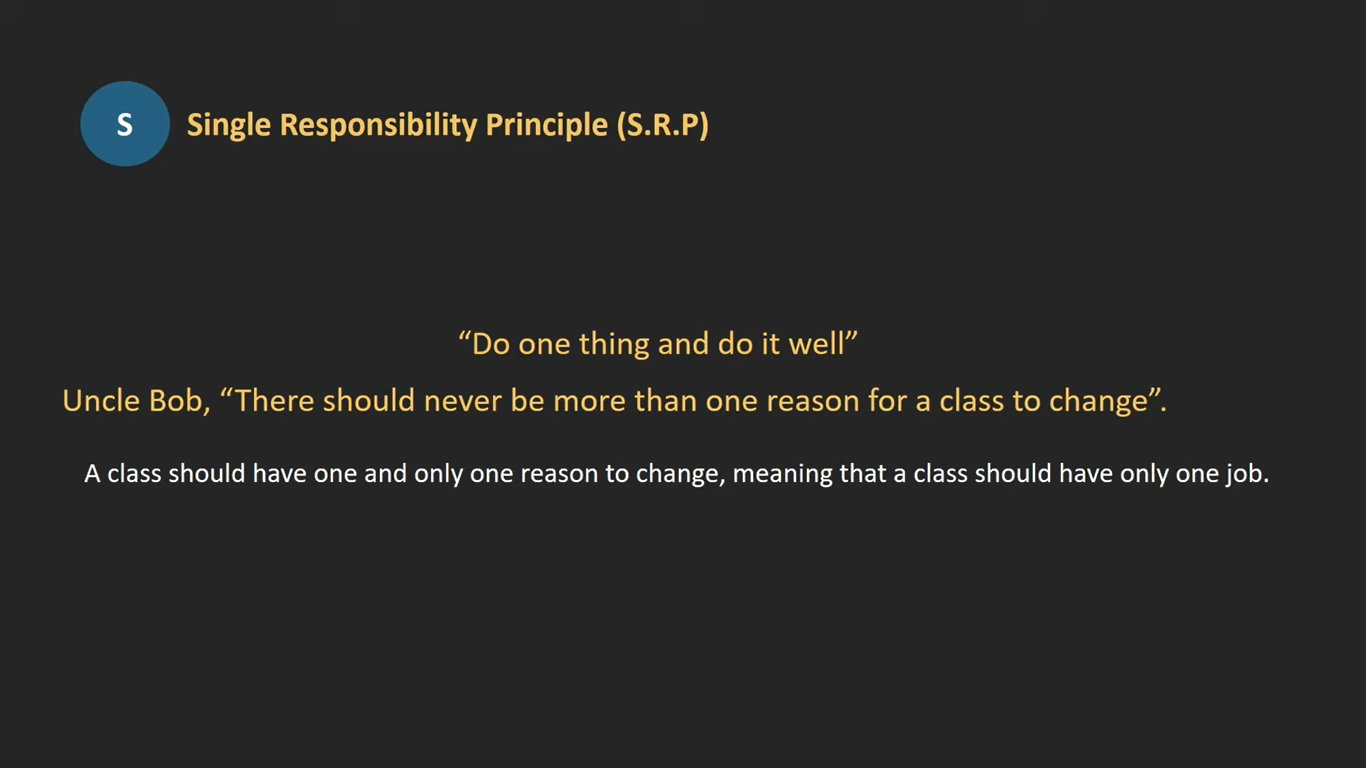 S
Single Responsibility Principle (S.R.P)
“Do one thing and do it well”
Uncle Bob, “There should never be more than one reason for a class to change”.
A class should have one and only one reason to change, meaning that a class should have only one job.